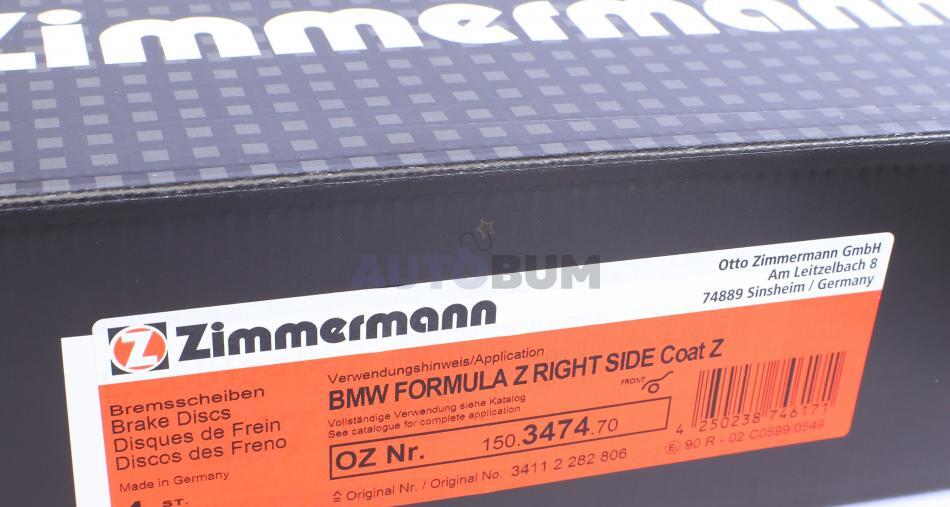 Zimmermann
AUTOBUM
Otto Zimmermann GmbH
Am Leitzelbach 8
74889 Sinsheim / Germany
Z Zimmermann
Bremsscheiben
Brake Discs
Disques de Frein
Discos des Freno
Made in Germany
ST.
Verwendungshinweis/Application
BMW FORMULA Z RIGHT SIDE Coat Z
Vollständige Verwendung siehe Katalog
See catalogue for complete application
FRONT
OZ Nr. 150.3474.70
≙ Original Nr. / Original No. 3411 2 282 806
4 250238 746171
E1 90 R - 02 C0599/0549